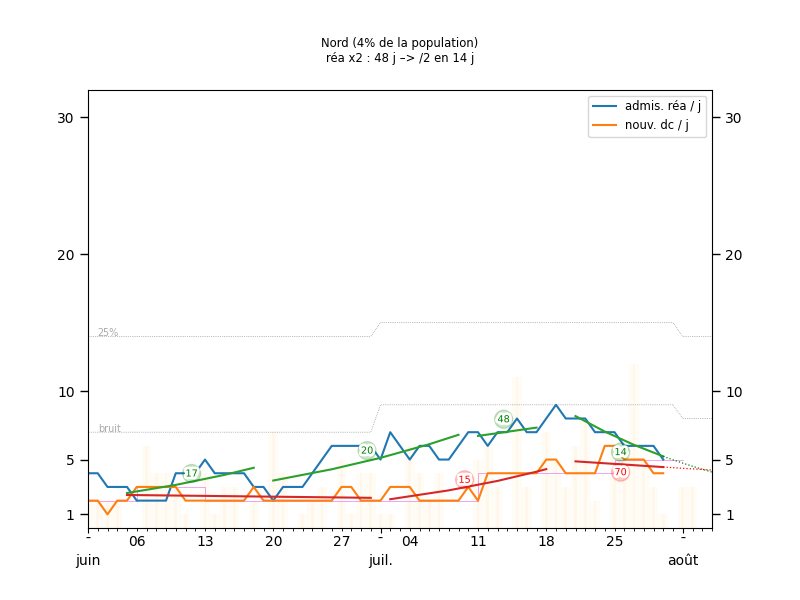 Nord (4% de la population)
réa x2 : 48 j –> /2 en 14 j
admis. réa / j
nouv. dc / j
30 30
20 20
25%
10 10
bruit
48
20
14
5 5
17
15
70
1 1
- 06 13 20 27 - 04 11 18 25 -
juin juil. août